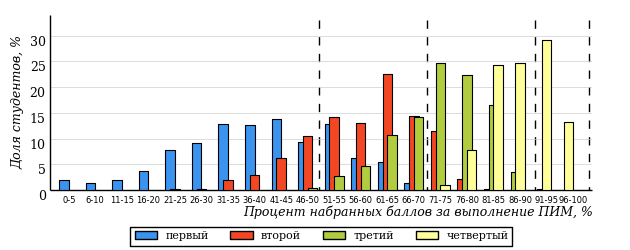 Доля студентов, %
30
25
20
15
10
5
0
0-5 6-10 11-15 16-20 21-25 26-30 31-35 36-40 41-45 46-50 51-55 56-60 61-65 66-70 71-75 76-80 81-85 86-90 91-95 96-100
Процент набранных баллов за выполнение ПИМ, %
первый второй третий четвертый